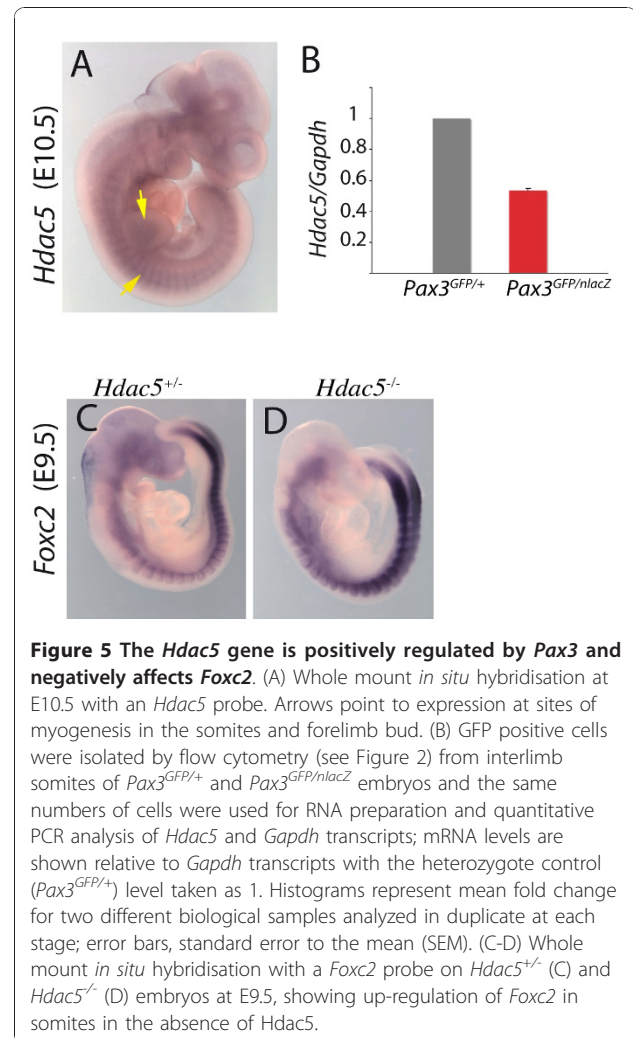 A
B
Hdac5 (E10.5)
Hdac5/Gapdh
1
0.8
0.6
0.4
0.2
Pax3GFP/+
Pax3GFP/nlacZ
Hdac5+/-
Hdac5-/-
C
D
Foxc2 (E9.5)
Figure 5 The Hdac5 gene is positively regulated by Pax3 and
negatively affects Foxc2. (A) Whole mount in situ hybridisation at
E10.5 with an Hdac5 probe. Arrows point to expression at sites of
myogenesis in the somites and forelimb bud. (B) GFP positive cells
were isolated by flow cytometry (see Figure 2) from interlimb
somites of Pax3GFP/+ and Pax3GFP/nlacZ embryos and the same
numbers of cells were used for RNA preparation and quantitative
PCR analysis of Hdac5 and Gapdh transcripts; mRNA levels are
shown relative to Gapdh transcripts with the heterozygote control
(Pax3GFP/+) level taken as 1. Histograms represent mean fold change
for two different biological samples analyzed in duplicate at each
stage; error bars, standard error to the mean (SEM). (C-D) Whole
mount in situ hybridisation with a Foxc2 probe on Hdac5+/- (C) and
Hdac5-/- (D) embryos at E9.5, showing up-regulation of Foxc2 in
somites in the absence of Hdac5.